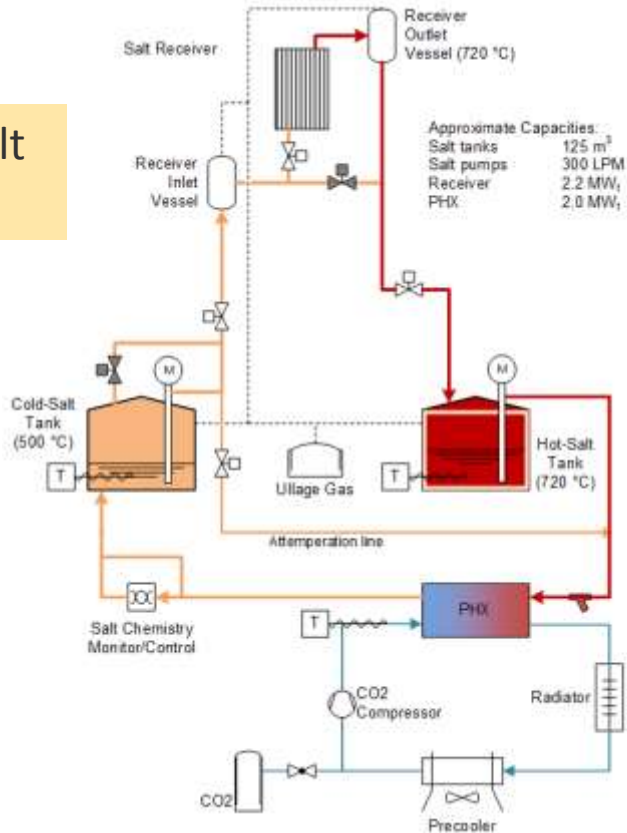 lt
Salt Receiver
Receiver
Outlet
Vessel (720 °C)
Approximate Capacities:
Salt tanks 125 m³
Salt pumps 300 LPM
Receiver 2.2 MWₜ
PHX 2.0 MWₜ
Receiver
Inlet
Vessel
M
M
Cold-Salt
Tank
(500 °C)
T
Ullage Gas
T
Hot-Salt
Tank
(720 °C)
Attemperation line
Salt Chemistry
Monitor/Control
T
PHX
CO2
Compressor
Radiator
CO2
Precooler